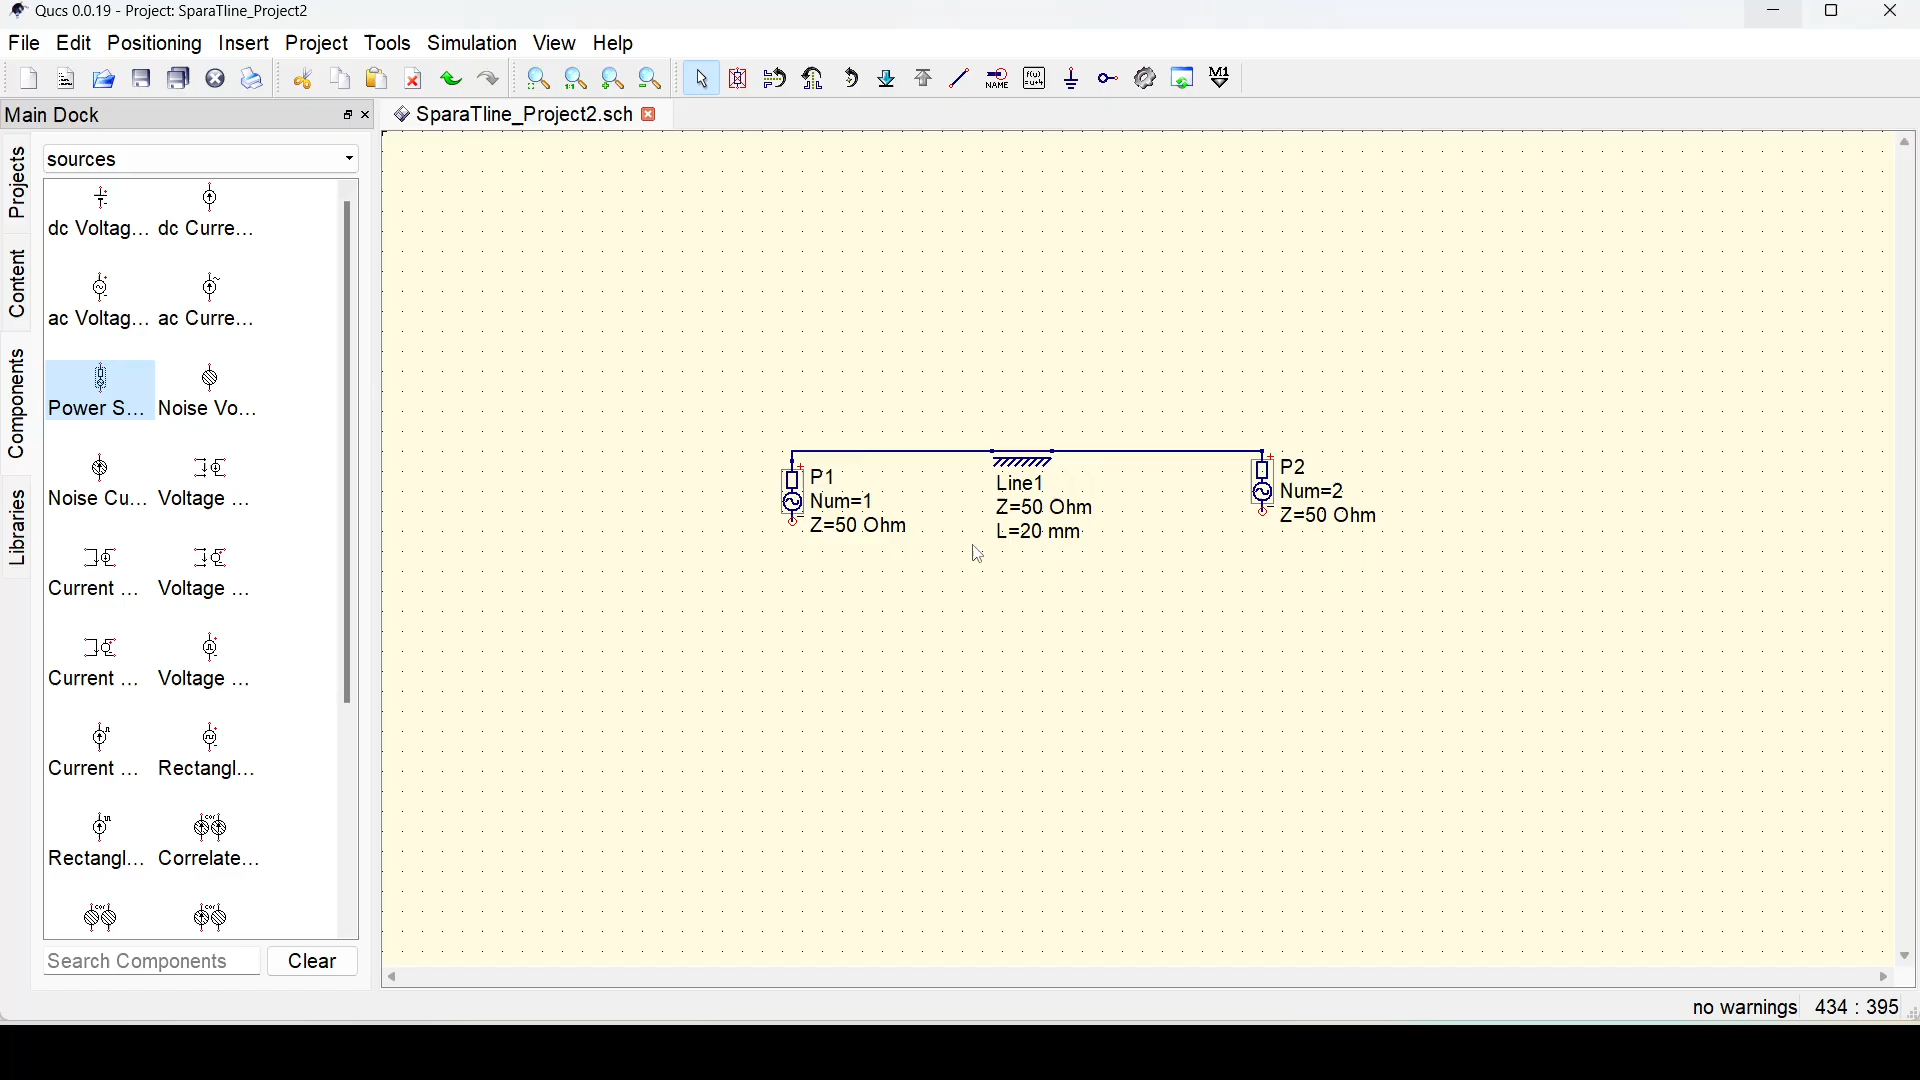 Qucs 0.0.19 - Project: SparaTline_Project2
File Edit Positioning Insert Project Tools Simulation View Help
NAME
f(u)
=u+4
M1
Main Dock
SparaTline_Project2.sch
Projects
Content
Components
Libraries
sources
dc Voltag... dc Curre...
ac Voltag... ac Curre...
Power S... Noise Vo...
Noise Cu... Voltage ...
Current ... Voltage ...
Current ... Voltage ...
Current ... Rectangl...
Rectangl... Correlate...
Search Components Clear
P1
Num=1
Z=50 Ohm
Line1
Z=50 Ohm
L=20 mm
P2
Num=2
Z=50 Ohm
no warnings 434 : 395